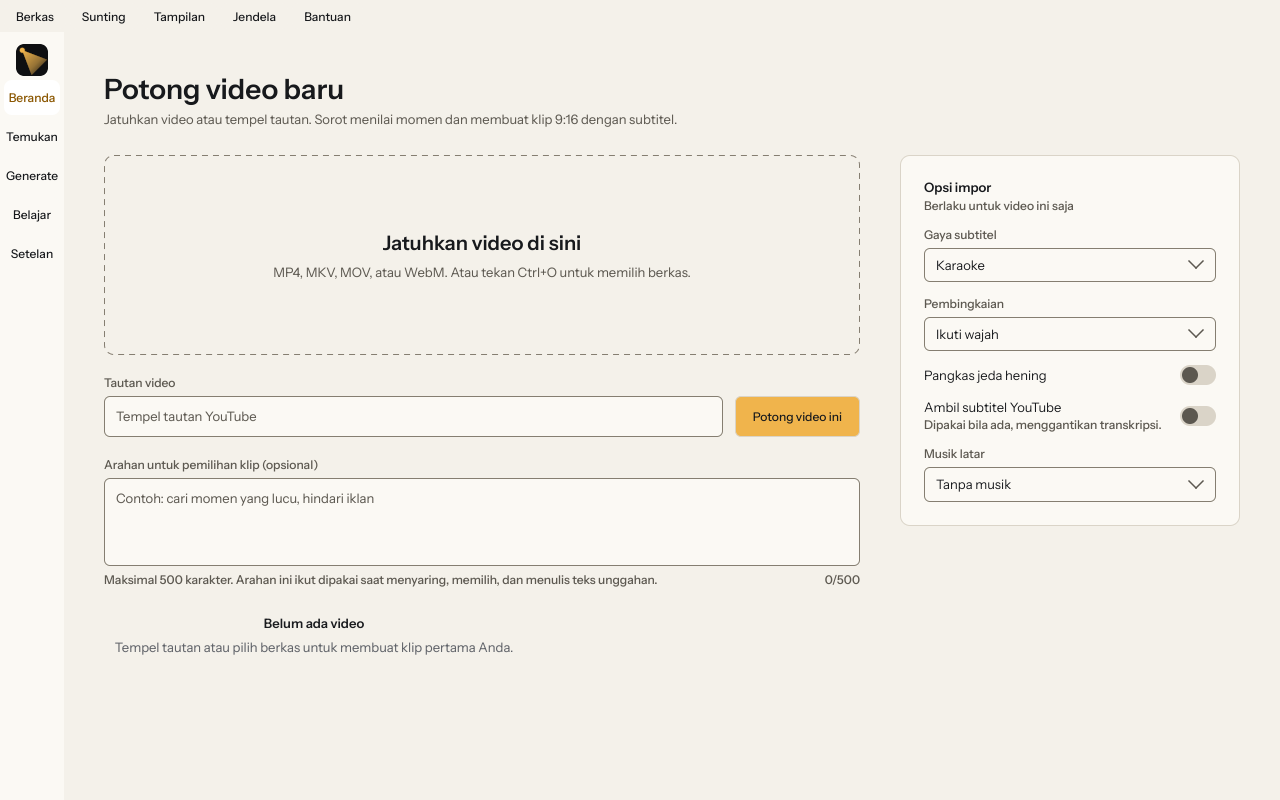 Berkas
Sunting
Tampilan
Jendela
Bantuan
Beranda
Temukan
Generate
Belajar
Setelan
Potong video baru
Jatuhkan video atau tempel tautan. Sorot menilai momen dan membuat klip 9:16 dengan subtitel.
Jatuhkan video di sini
MP4, MKV, MOV, atau WebM. Atau tekan Ctrl+O untuk memilih berkas.
Tautan video
Tempel tautan YouTube
Potong video ini
Arahan untuk pemilihan klip (opsional)
Contoh: cari momen yang lucu, hindari iklan
Maksimal 500 karakter. Arahan ini ikut dipakai saat menyaring, memilih, dan menulis teks unggahan.
0/500
Belum ada video
Tempel tautan atau pilih berkas untuk membuat klip pertama Anda.
Opsi impor
Berlaku untuk video ini saja
Gaya subtitel
Karaoke
Pembingkaian
Ikuti wajah
Pangkas jeda hening
Ambil subtitel YouTube
Dipakai bila ada, menggantikan transkripsi.
Musik latar
Tanpa musik